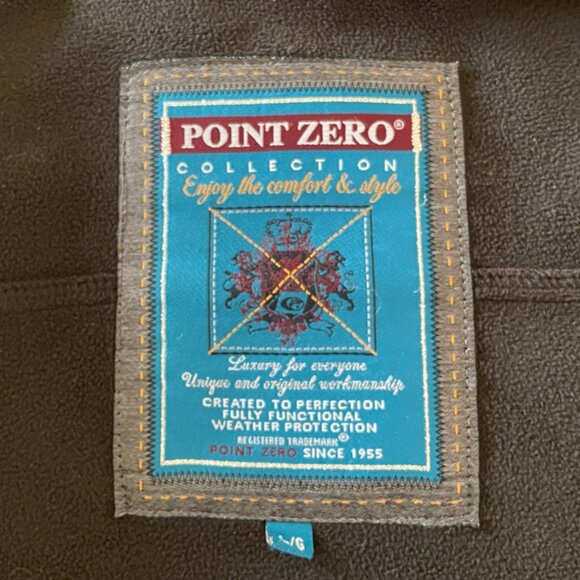 POINT ZERO®
COLLECTION
Enjoy the comfort & style
Luxury for everyone
Unique and original workmanship
CREATED TO PERFECTION
FULLY FUNCTIONAL
WEATHER PROTECTION
REGISTIRED TRADEMARK®
POINT ZERO SINCE 1955